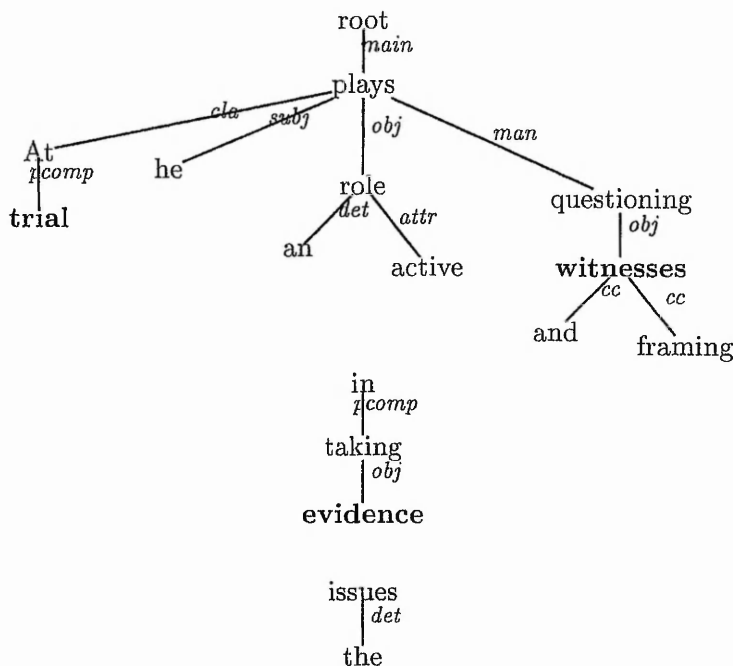 root
main
plays
cla subj obj man
At he
pcomp role questioning
trial det attr obj
an active witnesses
cc cc
and framing
in
pcomp
taking
obj
evidence
issues
det
the